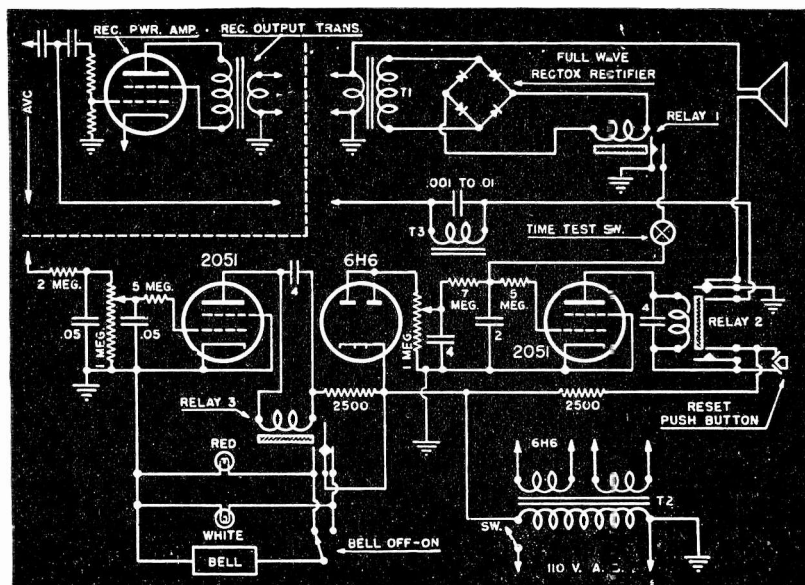 REC. PWR. AMP.
REC. OUTPUT TRANS.
FULL WAVE
RECTOX RECTIFIER
T1
AVC
RELAY 1
.001 TO .01
T3
TIME TEST SW.
2051
6H6
2 MEG.
5 MEG.
4
7
MEG.
5
MEG.
4
.05
1 MEG.
.05
1 MEG.
4
2
2051
RELAY 2
RELAY 3
2500
2500
RESET
PUSH BUTTON
RED
6H6
T2
WHITE
SW.
BELL
BELL OFF-ON
110 V. A.C.